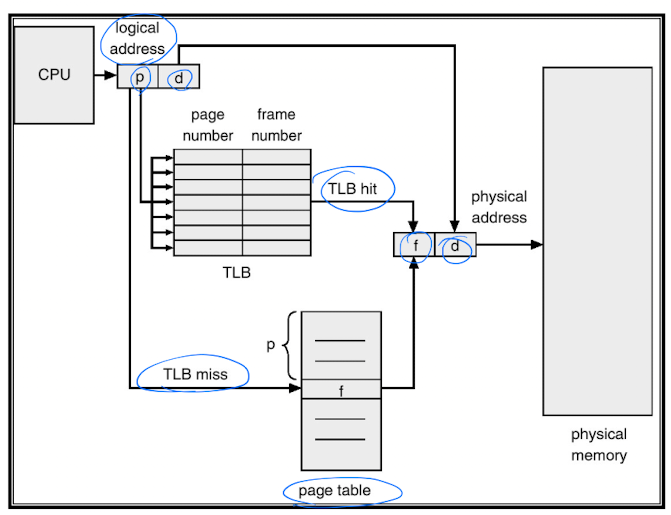 logical
address
CPU
p d
page
number
frame
number
TLB hit
physical
address
f d
TLB
p
TLB miss
f
physical
memory
page table